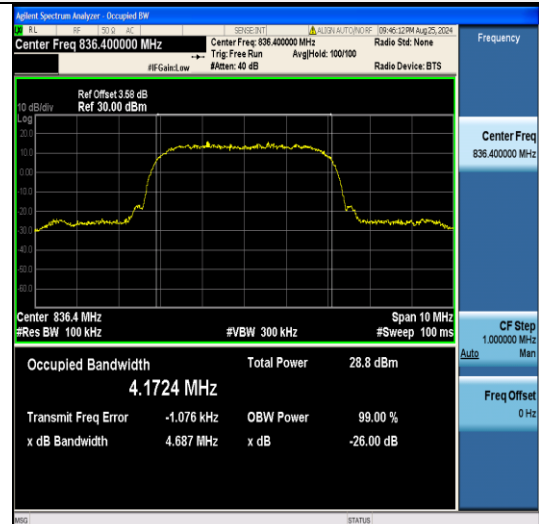 Agilent Spectrum Analyzer - Occupied BW
RL RF 50 Ω AC SENSE:INT ALIGN AUTO/NO RF 09:46:12 PM Aug 25, 2024
Center Freq 836.400000 MHz
Center Freq: 836.400000 MHz Radio Std: None
Trig: Free Run Avg|Hold: 100/100
#IFGain:Low #Atten: 40 dB Radio Device: BTS
Frequency
Ref Offset 3.58 dB
10 dB/div Ref 30.00 dBm
Log
20.0
10.0
0.00
-10.0
-20.0
-30.0
-40.0
-50.0
-60.0
Center 836.4 MHz Span 10 MHz
#Res BW 100 kHz #VBW 300 kHz #Sweep 100 ms
Occupied Bandwidth Total Power 28.8 dBm
4.1724 MHz
Transmit Freq Error -1.076 kHz OBW Power 99.00 %
x dB Bandwidth 4.687 MHz x dB -26.00 dB
Center Freq
836.400000 MHz
CF Step
1.000000 MHz
Auto Man
Freq Offset
0 Hz
MSG STATUS